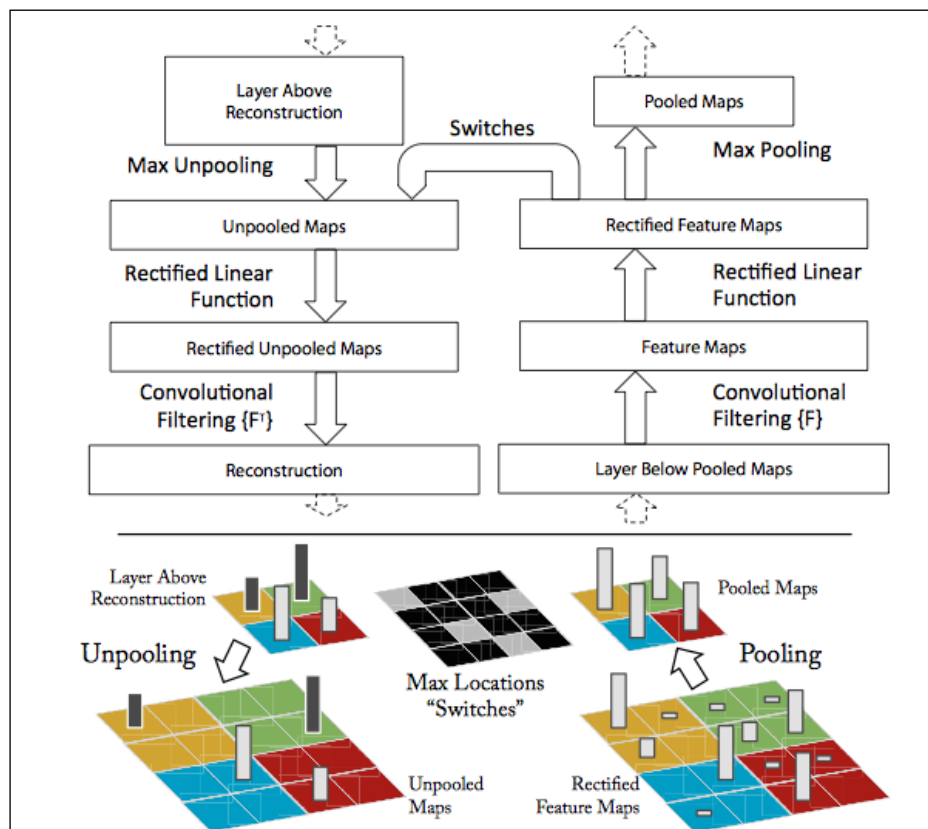 Layer Above
Reconstruction
Pooled Maps
Switches
Max Unpooling
Max Pooling
Unpooled Maps
Rectified Feature Maps
Rectified Linear
Function
Rectified Linear
Function
Rectified Unpooled Maps
Feature Maps
Convolutional
Filtering {Fᵀ}
Convolutional
Filtering {F}
Reconstruction
Layer Below Pooled Maps
Layer Above
Reconstruction
Pooled Maps
Unpooling
Pooling
Max Locations
“Switches”
Unpooled
Maps
Rectified
Feature Maps